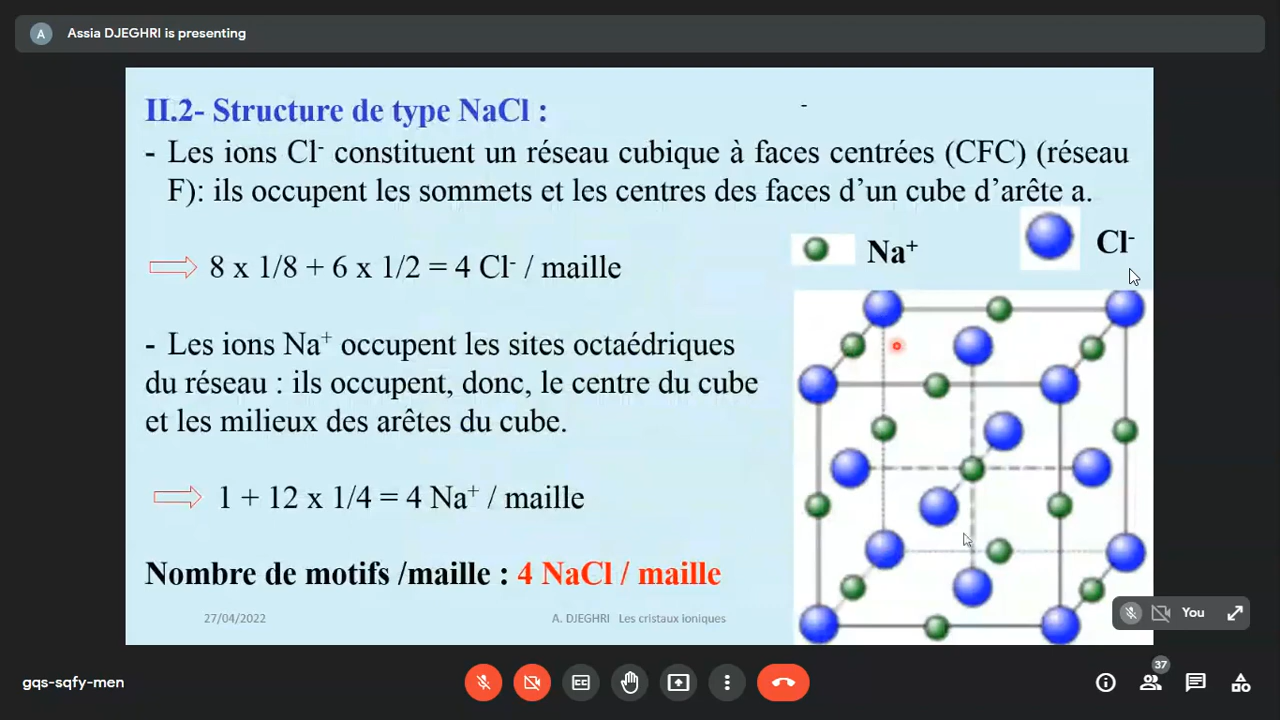 A
Assia DJEGHRI is presenting
II.2- Structure de type NaCl :
-
- Les ions Cl⁻ constituent un réseau cubique à faces centrées (CFC) (réseau
F): ils occupent les sommets et les centres des faces d’un cube d’arête a.
Na⁺
Cl⁻
8 x 1/8 + 6 x 1/2 = 4 Cl⁻ / maille
- Les ions Na⁺ occupent les sites octaédriques
du réseau : ils occupent, donc, le centre du cube
et les milieux des arêtes du cube.
1 + 12 x 1/4 = 4 Na⁺ / maille
Nombre de motifs /maille : 4 NaCl / maille
27/04/2022
A. DJEGHRI Les cristaux ioniques
You
gqs-sqfy-men
CC
37